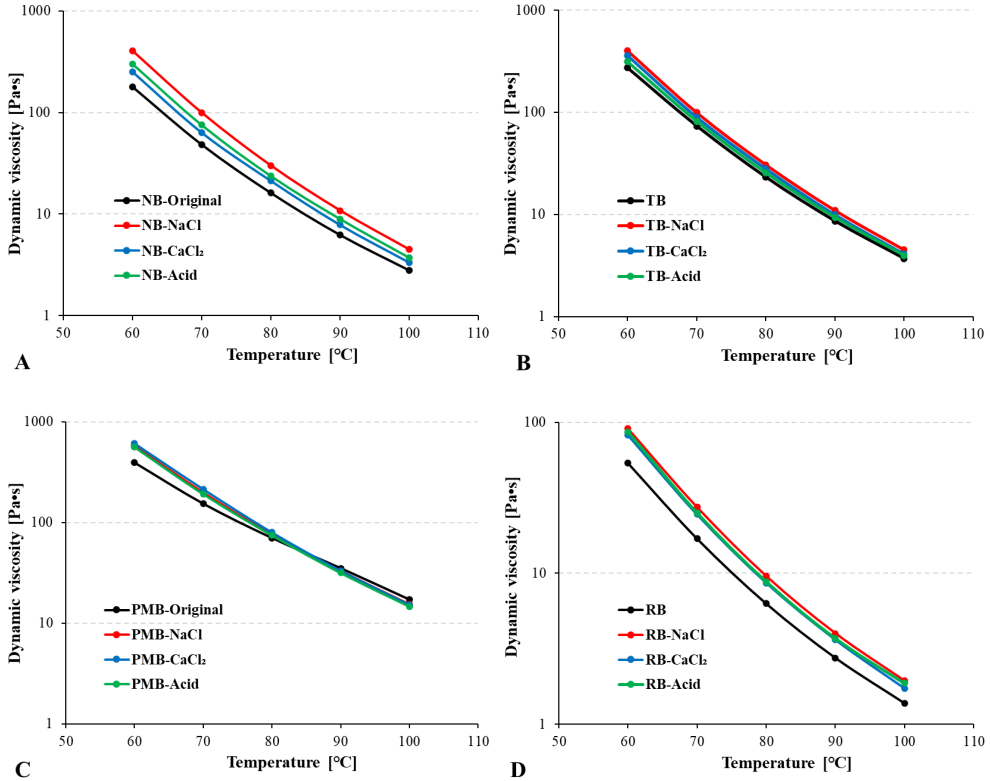 1000
100
10
1
50
60
70
80
90
100
110
Dynamic viscosity [Pa•s]
Temperature [°C]
NB-Original
NB-NaCl
NB-CaCl₂
NB-Acid
A
1000
100
10
1
50
60
70
80
90
100
110
Dynamic viscosity [Pa•s]
Temperature [°C]
TB
TB-NaCl
TB-CaCl₂
TB-Acid
B
1000
100
10
1
50
60
70
80
90
100
110
Dynamic viscosity [Pa•s]
Temperature [°C]
PMB-Original
PMB-NaCl
PMB-CaCl₂
PMB-Acid
C
100
10
1
50
60
70
80
90
100
110
Dynamic viscosity [Pa•s]
Temperature [°C]
RB
RB-NaCl
RB-CaCl₂
RB-Acid
D